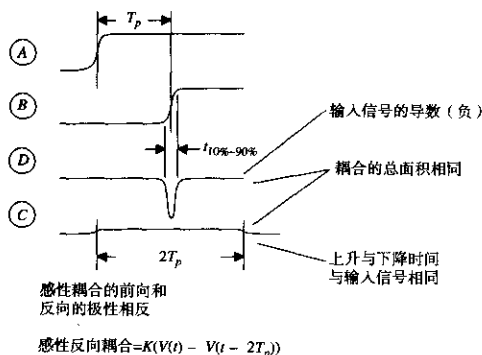 T_p
A
B
输入信号的导数（负）
t_{10%~90%}
D
耦合的总面积相同
C
2T_p
上升与下降时间
与输入信号相同
感性耦合的前向和
反向的极性相反
感性反向耦合=K(V(t) − V(t − 2T_p))